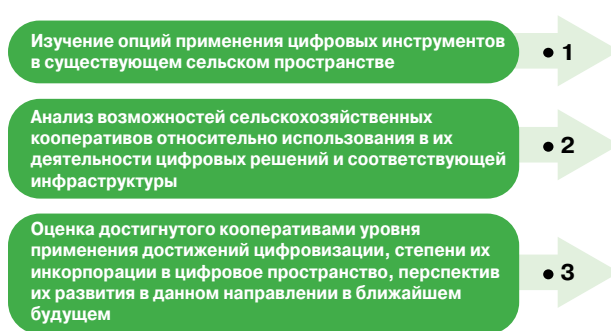 Изучение опций применения цифровых инструментов
в существующем сельском пространстве
• 1
Анализ возможностей сельскохозяйственных
кооперативов относительно использования в их
деятельности цифровых решений и соответствующей
инфраструктуры
• 2
Оценка достигнутого кооперативами уровня
применения достижений цифровизации, степени их
инкорпорации в цифровое пространство, перспектив
их развития в данном направлении в ближайшем
будущем
• 3